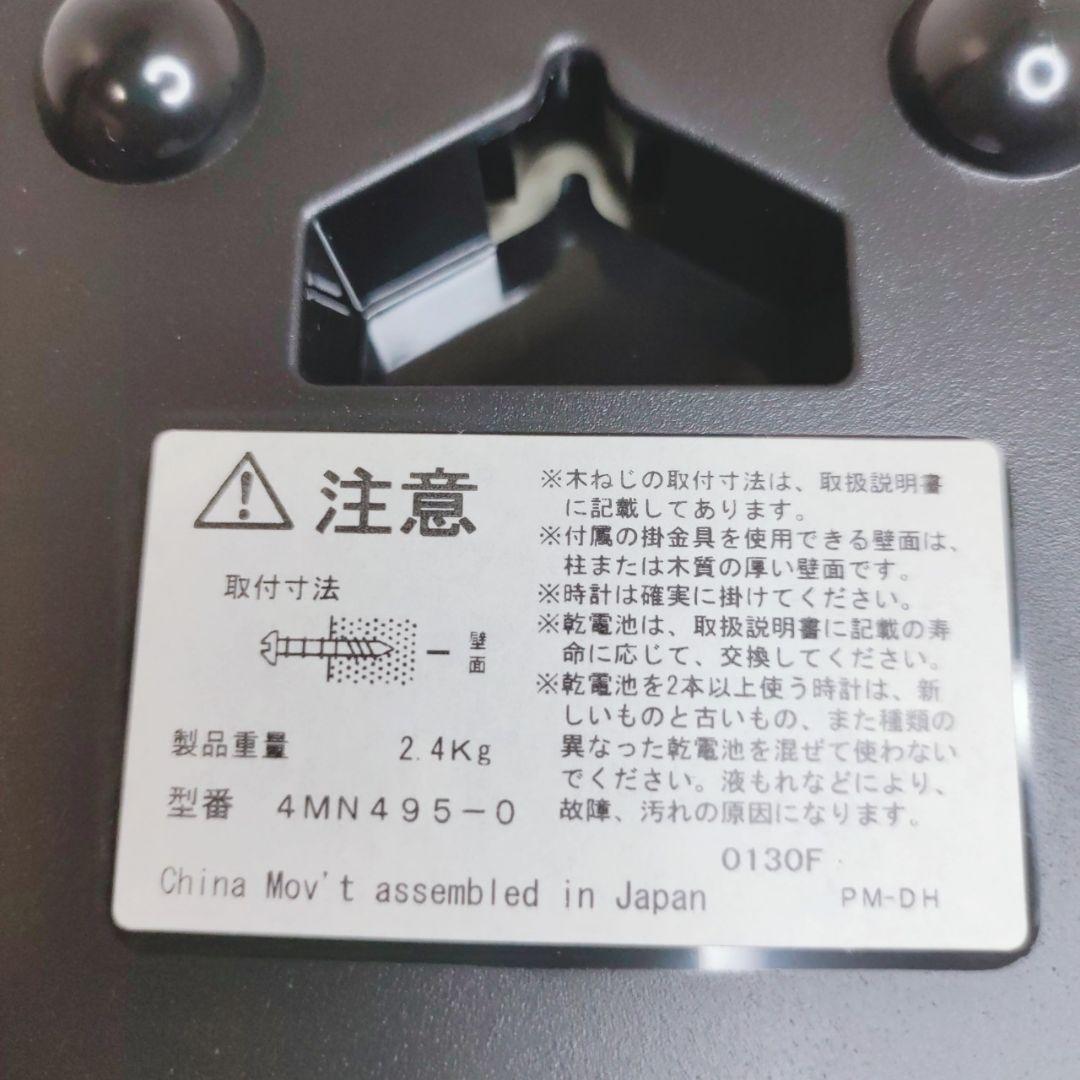 注意
取付寸法
壁面
製品重量 2.4Kg
型番 4MN495-0
※木ねじの取付寸法は、取扱説明書
に記載してあります。
※付属の掛金具を使用できる壁面は、
柱または木質の厚い壁面です。
※時計は確実に掛けてください。
※乾電池は、取扱説明書に記載の寿
命に応じて、交換してください。
※乾電池を2本以上使う時計は、新
しいものと古いもの、また種類の
異なった乾電池を混ぜて使わない
でください。液もれなどにより、
故障、汚れの原因になります。
0130F
China Mov't assembled in Japan
PM-DH